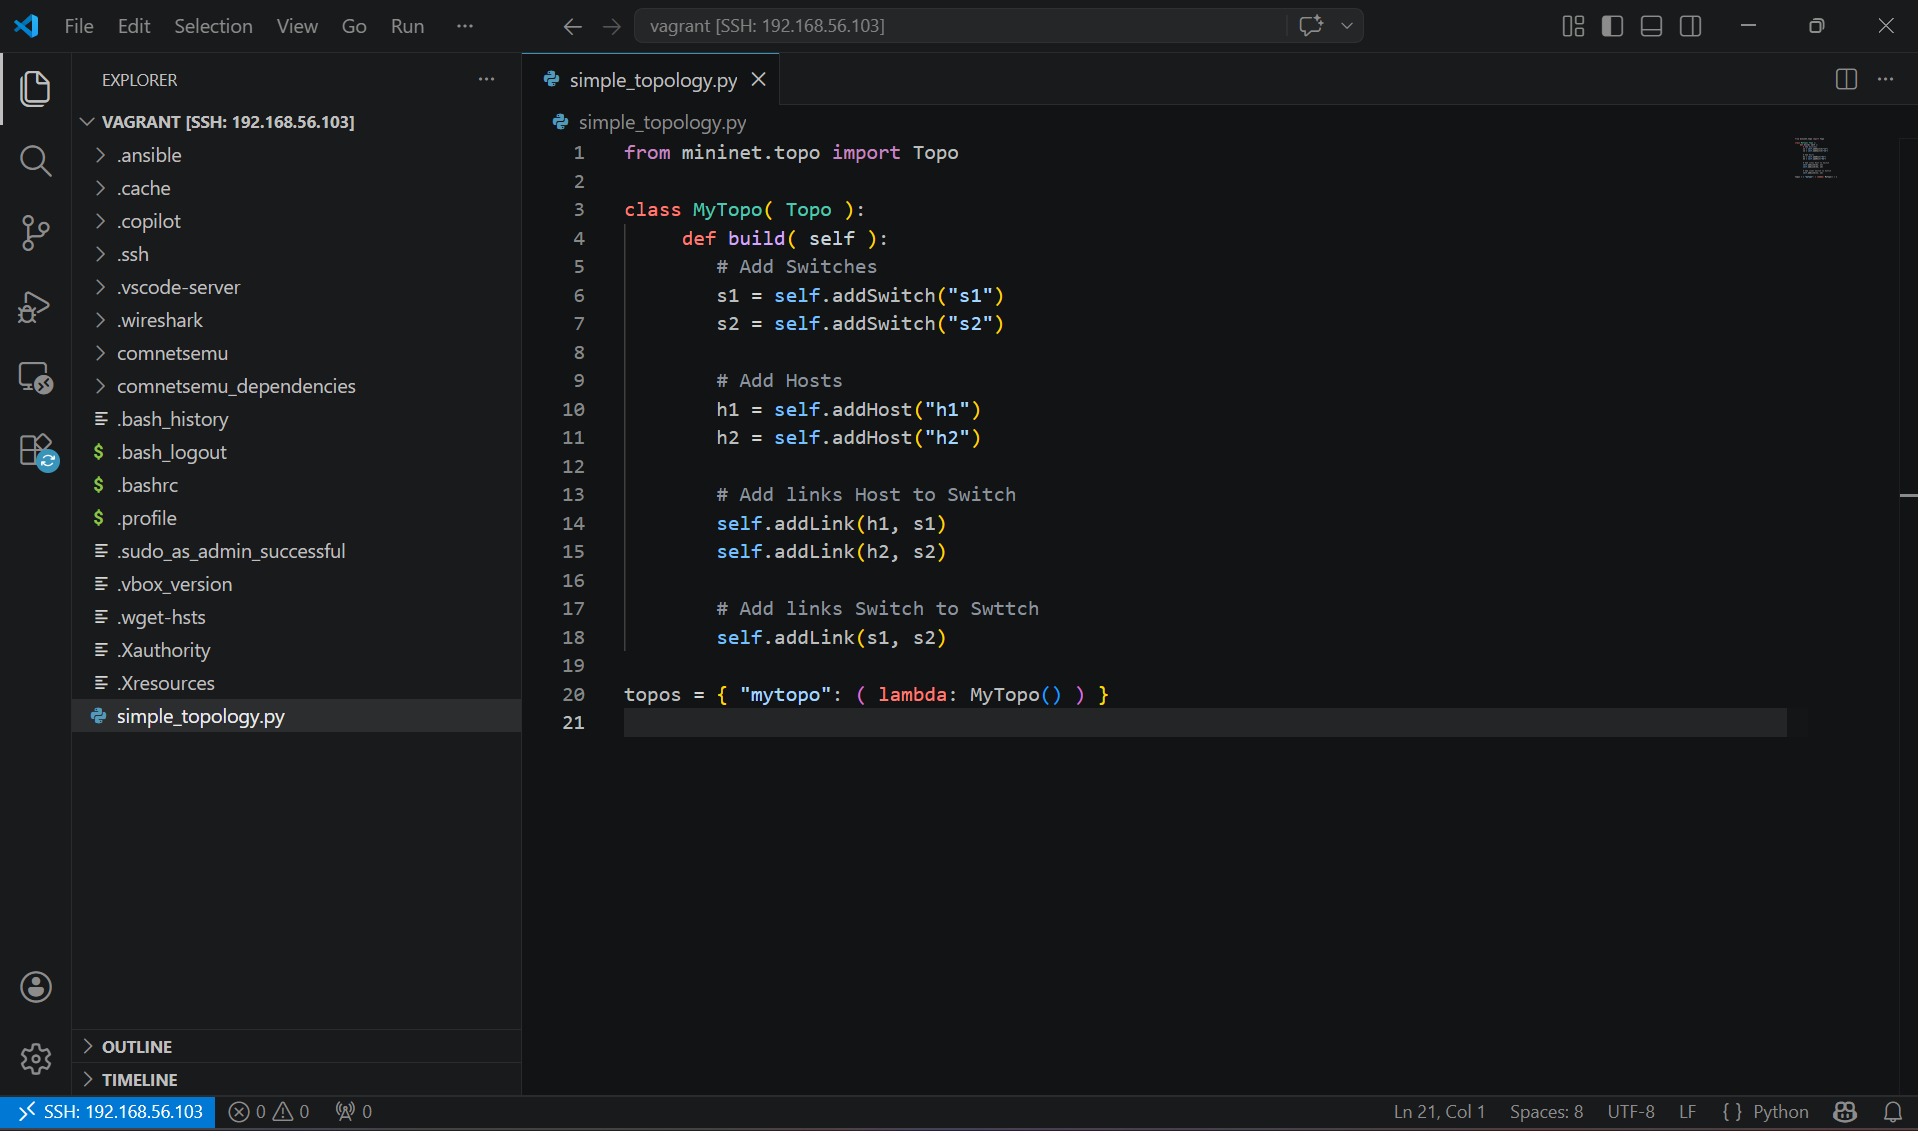 File Edit Selection View Go Run ···
vagrant [SSH: 192.168.56.103]
EXPLORER
VAGRANT [SSH: 192.168.56.103]
.ansible
.cache
.copilot
.ssh
.vscode-server
.wireshark
comnetsemu
comnetsemu_dependencies
.bash_history
$ .bash_logout
$ .bashrc
$ .profile
.sudo_as_admin_successful
.vbox_version
.wget-hsts
.Xauthority
.Xresources
simple_topology.py
OUTLINE
TIMELINE
simple_topology.py
simple_topology.py
1 from mininet.topo import Topo
2
3 class MyTopo( Topo ):
4 def build( self ):
5 # Add Switches
6 s1 = self.addSwitch("s1")
7 s2 = self.addSwitch("s2")
8
9 # Add Hosts
10 h1 = self.addHost("h1")
11 h2 = self.addHost("h2")
12
13 # Add links Host to Switch
14 self.addLink(h1, s1)
15 self.addLink(h2, s2)
16
17 # Add links Switch to Swttch
18 self.addLink(s1, s2)
19
20 topos = { "mytopo": ( lambda: MyTopo() ) }
21
SSH: 192.168.56.103 0 0 0 Ln 21, Col 1 Spaces: 8 UTF-8 LF { } Python